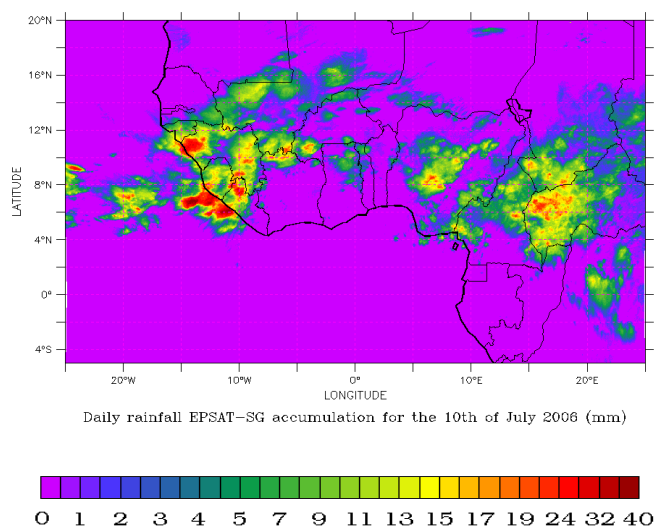 20°N
16°N
12°N
8°N
4°N
0°
4°S
LATITUDE
20°W 10°W 0° 10°E 20°E
LONGITUDE
Daily rainfall EPSAT-SG accumulation for the 10th of July 2006 (mm)
0 1 2 3 4 5 7 9 11 13 15 17 19 24 32 40